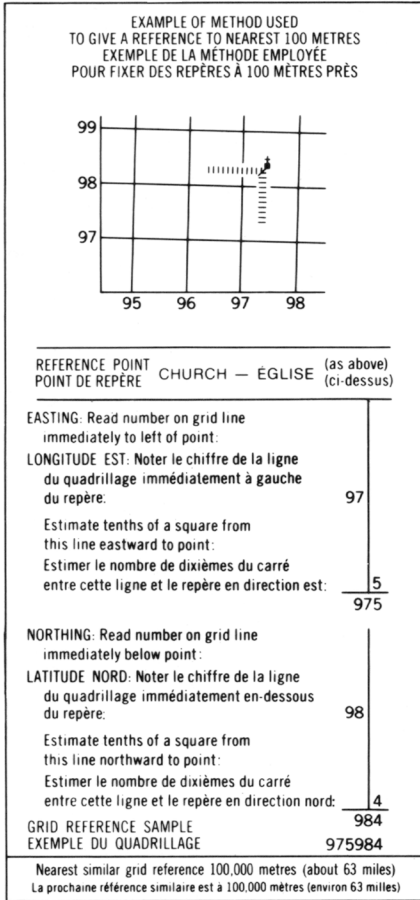 EXAMPLE OF METHOD USED
TO GIVE A REFERENCE TO NEAREST 100 METRES
EXEMPLE DE LA MÉTHODE EMPLOYÉE
POUR FIXER DES REPÈRES À 100 MÈTRES PRÈS
99
98
97
95 96 97 98
REFERENCE POINT
POINT DE REPÈRE
CHURCH — ÉGLISE
(as above)
(ci-dessus)
EASTING: Read number on grid line
immediately to left of point:
LONGITUDE EST: Noter le chiffre de la ligne
du quadrillage immédiatement à gauche
du repère: 97
Estimate tenths of a square from
this line eastward to point:
Estimer le nombre de dixièmes du carré
entre cette ligne et le repère en direction est: 5
975
NORTHING: Read number on grid line
immediately below point:
LATITUDE NORD: Noter le chiffre de la ligne
du quadrillage immédiatement en-dessous
du repère: 98
Estimate tenths of a square from
this line northward to point:
Estimer le nombre de dixièmes du carré
entre cette ligne et le repère en direction nord: 4
984
GRID REFERENCE SAMPLE
EXEMPLE DU QUADRILLAGE 975984
Nearest similar grid reference 100,000 metres (about 63 miles)
La prochaine référence similaire est à 100,000 mètres (environ 63 milles)